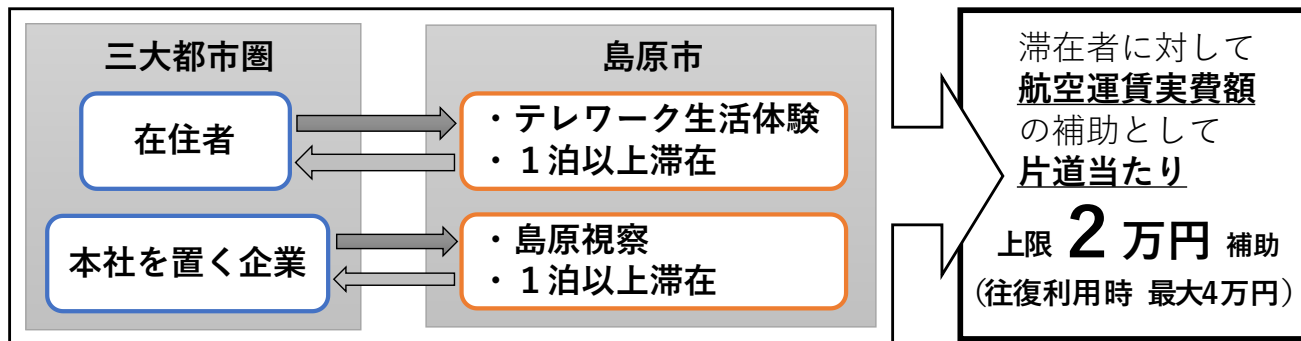 三大都市圏
在住者
本社を置く企業
島原市
・テレワーク生活体験
・１泊以上滞在
・島原視察
・１泊以上滞在
滞在者に対して
航空運賃実費額
の補助として
片道当たり
上限 2 万円 補助
（往復利用時 最大4万円）